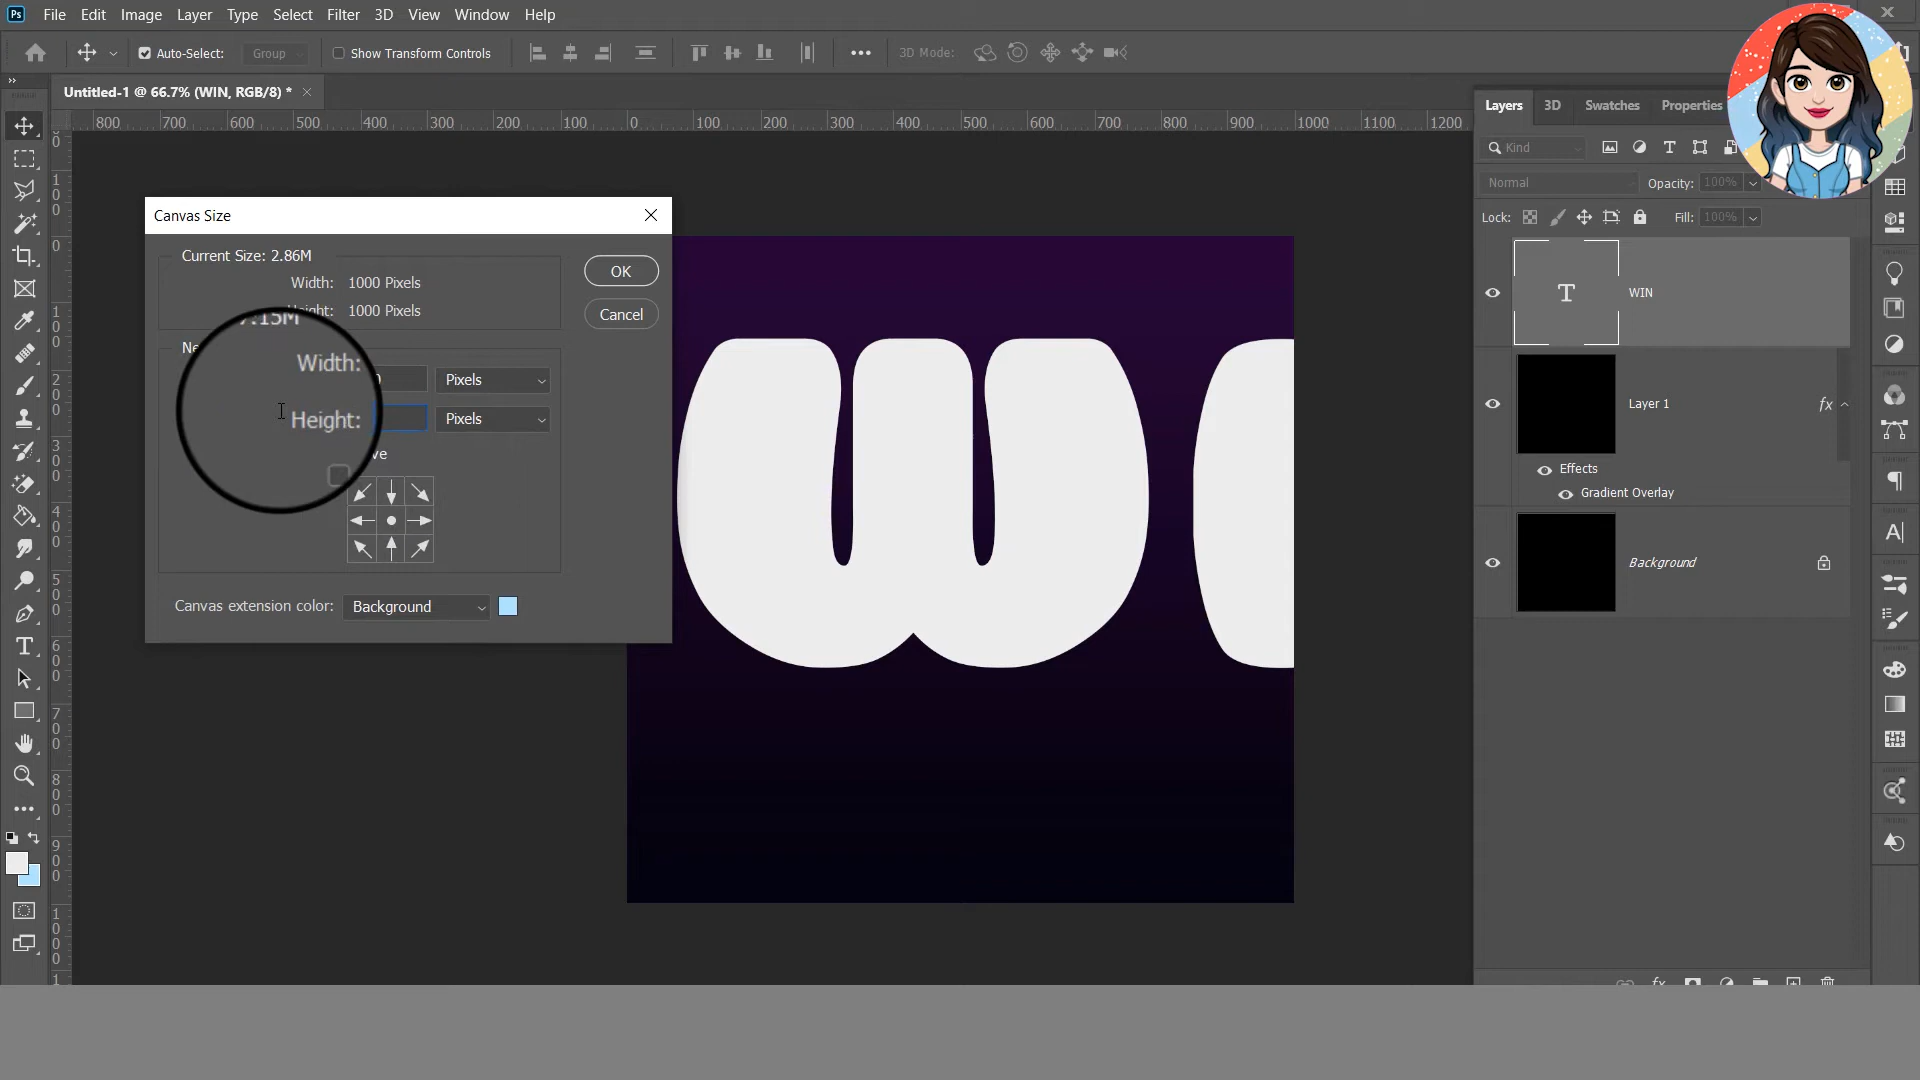 Ps File Edit Image Layer Type Select Filter 3D View Window Help
Auto-Select: Group Show Transform Controls 3D Mode:
Untitled-1 @ 66.7% (WIN, RGB/8) *
800 700 600 500 400 300 200 100 0 100 200 300 400 500 600 700 800 900 1000 1100 1200
Layers 3D Swatches Properties
Kind
Normal Opacity: 100%
Lock: Fill: 100%
WIN
Layer 1 fx
Effects
Gradient Overlay
Background
Canvas Size
Current Size: 2.86M
OK
Width: 1000 Pixels
Height: 1000 Pixels
Cancel
Width:
Pixels
Height:
Pixels
Canvas extension color: Background
W